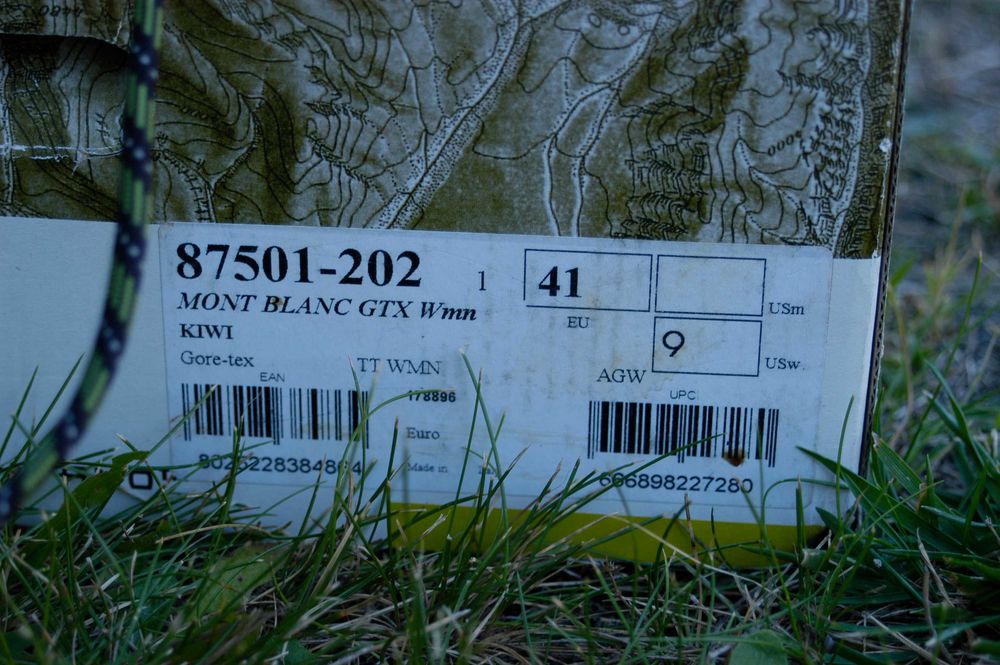 87501-202
1
41
EU
USm
9
USw
MONT BLANC GTX Wmn
KIWI
Gore-tex
TT WMN
AGW
EAN
178896
UPC
Euro
Made in
666898227280